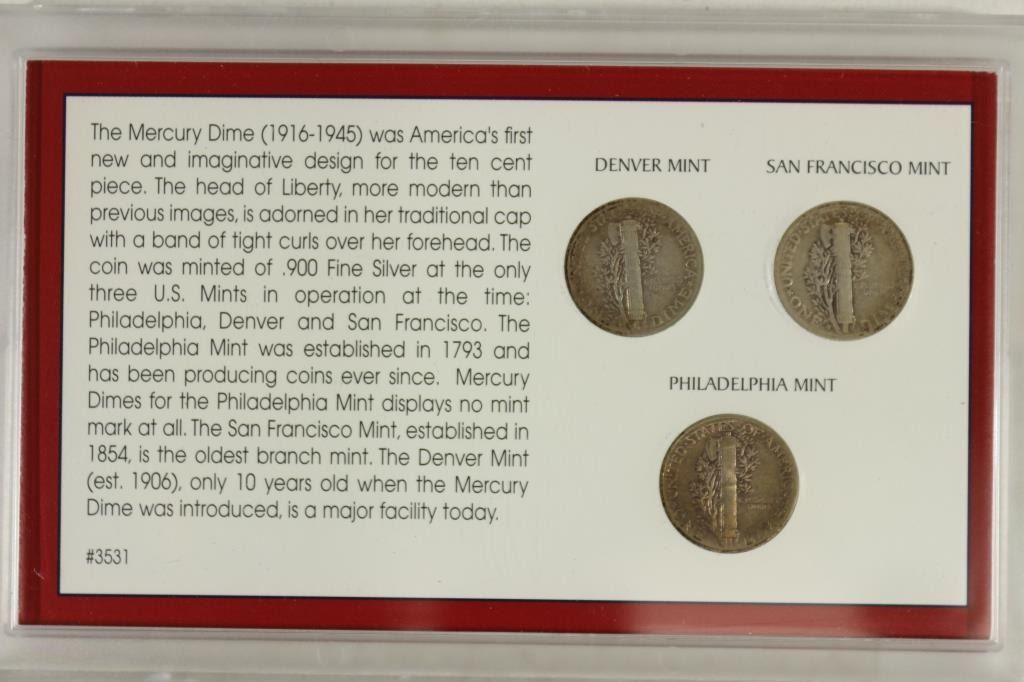 The Mercury Dime (1916-1945) was America's first
new and imaginative design for the ten cent
piece. The head of Liberty, more modern than
previous images, is adorned in her traditional cap
with a band of tight curls over her forehead. The
coin was minted of .900 Fine Silver at the only
three U.S. Mints in operation at the time:
Philadelphia, Denver and San Francisco. The
Philadelphia Mint was established in 1793 and
has been producing coins ever since. Mercury
Dimes for the Philadelphia Mint displays no mint
mark at all. The San Francisco Mint, established in
1854, is the oldest branch mint. The Denver Mint
(est. 1906), only 10 years old when the Mercury
Dime was introduced, is a major facility today.
#3531
DENVER MINT
SAN FRANCISCO MINT
PHILADELPHIA MINT